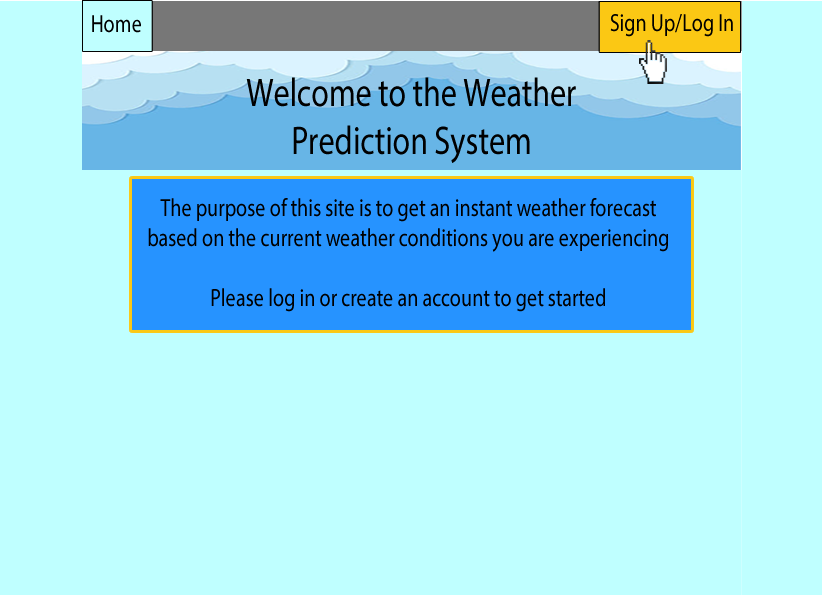 Home
Sign Up/Log In
Welcome to the Weather
Prediction System
The purpose of this site is to get an instant weather forecast
based on the current weather conditions you are experiencing
Please log in or create an account to get started